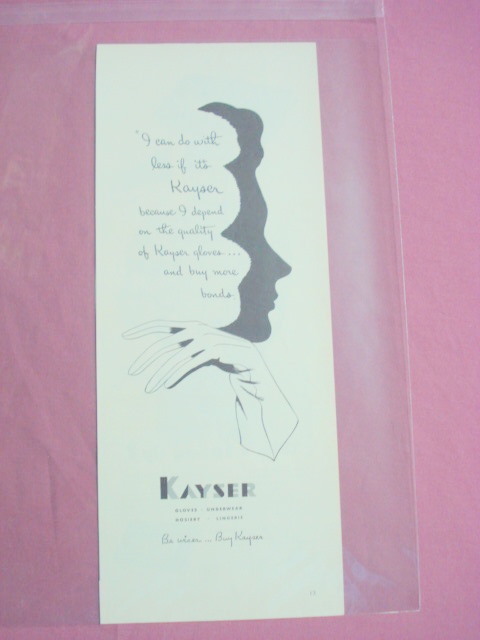 "I can do with
less if it's
Kayser
because I depend
on the quality
of Kayser gloves...
and buy more
bonds.
KAYSER
GLOVES · UNDERWEAR
HOSIERY · LINGERIE
Be wiser ... Buy Kayser